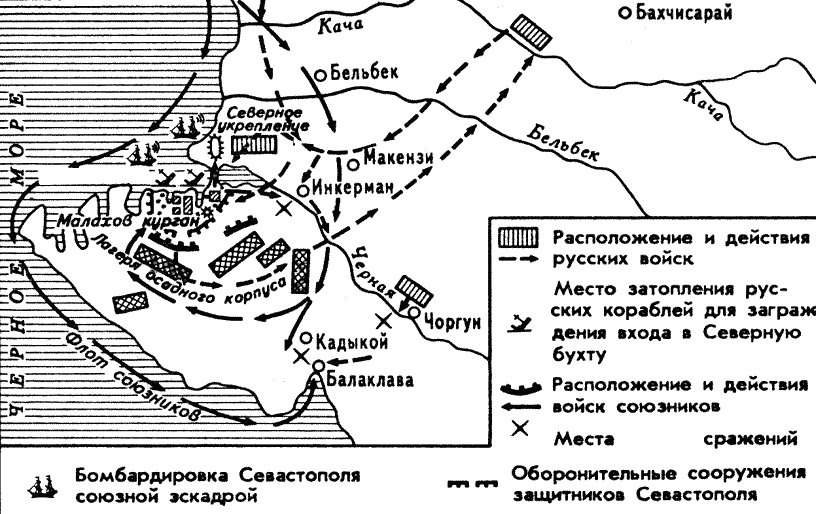 Бахчисарай
Кача
Бельбек
Кача
Северное
укрепление
Бельбек
Макензи
Инкерман
Малахов курган
Лагеря осадного корпуса
Черная
Чоргун
Кадыкой
Балаклава
Флот союзников
ЧЕРНОЕ МОРЕ
Расположение и действия
русских войск
Место затопления рус-
ских кораблей для заграж
дения входа в Северную
бухту
Расположение и действия
войск союзников
Места сражений
Бомбардировка Севастополя
союзной эскадрой
Оборонительные сооружения
защитников Севастополя